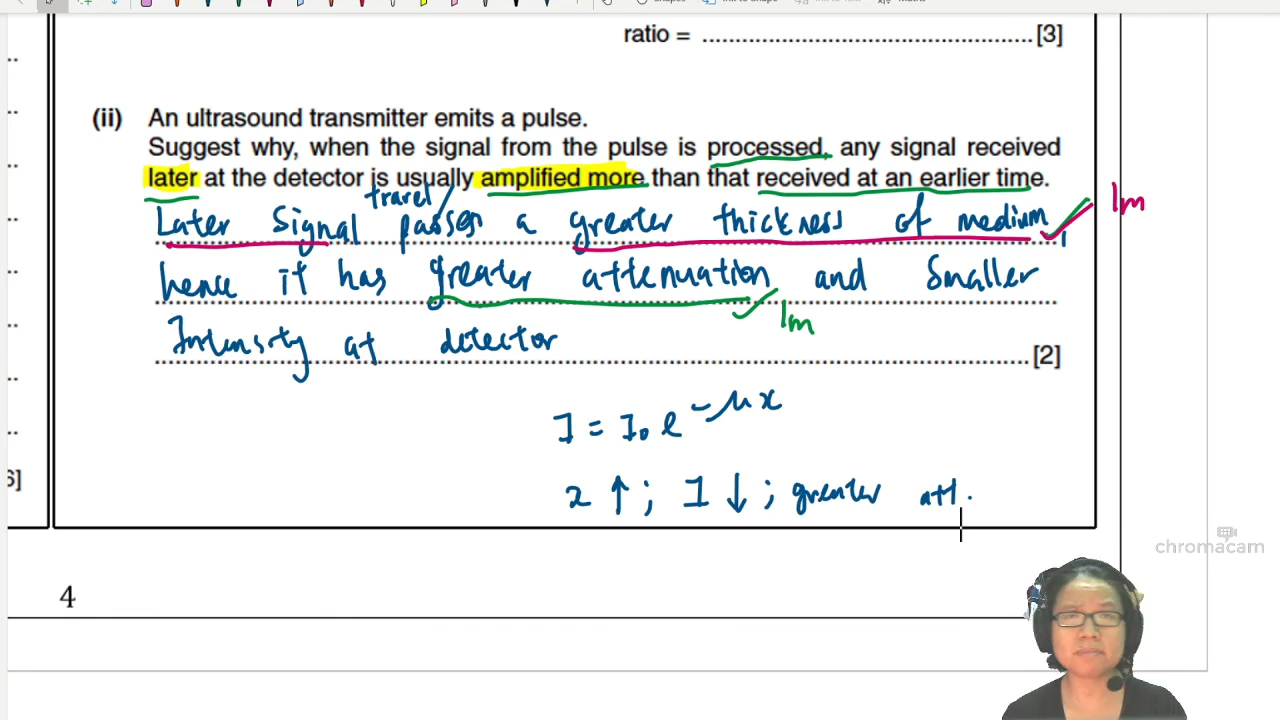 ratio = .................................................. [3]
(ii) An ultrasound transmitter emits a pulse.
Suggest why, when the signal from the pulse is processed, any signal received
later at the detector is usually amplified more than that received at an earlier time.
travel /
Later Signal passes a greater thickness of medium, 1m
hence it has greater attenuation and smaller
1m
Intensity at detector [2]
I = I₀ e^-μx
6]
x ↑ ; I ↓ ; greater att.
chromacam
4